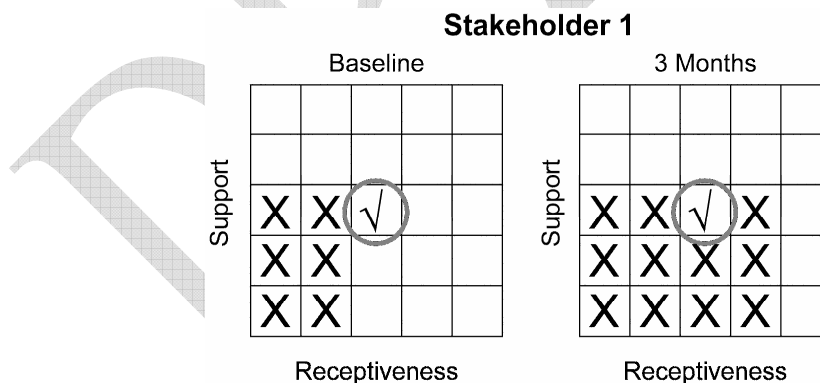 Stakeholder 1
Baseline 3 Months
Support Support
X X √ X X √ X
X X X X X X
X X X X X X
Receptiveness Receptiveness